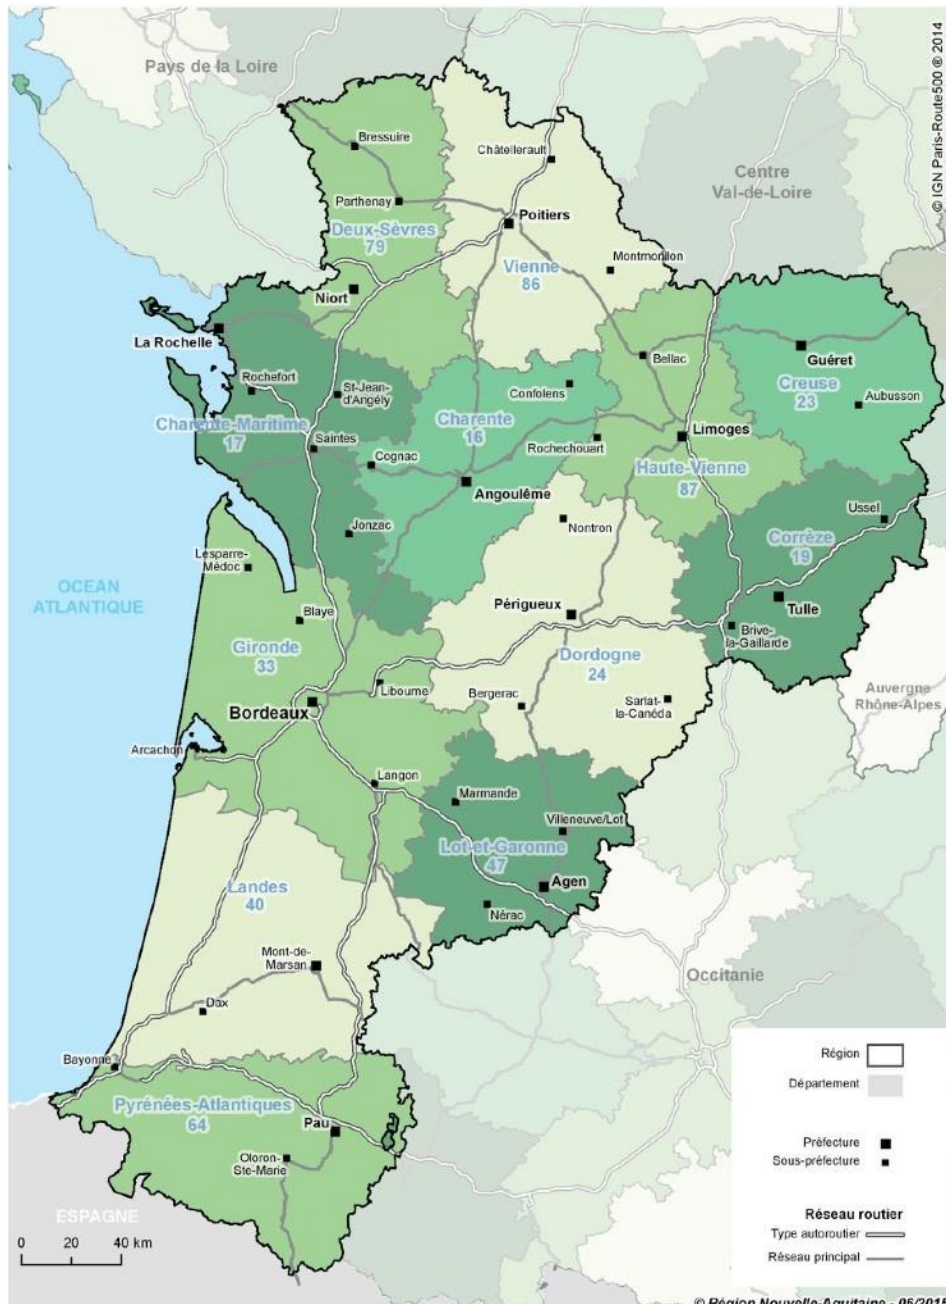 © IGN Paris-Route500 ® 2014
Pays de la Loire
Bressuire
Châtellerault
Centre
Val-de-Loire
Parthenay
Poitiers
Deux-Sèvres
79
Vienne
86
Montmorillon
Niort
La Rochelle
Guéret
Bellac
Rochefort
St-Jean-
d'Angély
Confolens
Creuse
23
Aubusson
Charente-Maritime
17
Charente
16
Saintes
Cognac
Rochechouart
Limoges
Haute-Vienne
87
Angoulême
Ussel
Jonzac
Nontron
Corrèze
19
Lesparre-
Médoc
OCEAN
ATLANTIQUE
Périgueux
Tulle
Blaye
Brive-
la-Gaillarde
Gironde
33
Dordogne
24
Libourne
Bergerac
Sarlat-
la-Canéda
Auvergne
Rhône-Alpes
Bordeaux
Arcachon
Langon
Marmande
Villeneuve/Lot
Lot-et-Garonne
47
Landes
40
Agen
Nérac
Mont-de-
Marsan
Occitanie
Dax
Bayonne
Pyrénées-Atlantiques
64
Pau
Oloron-
Ste-Marie
ESPAGNE
0 20 40 km
Région
Département
Préfecture
Sous-préfecture
Réseau routier
Type autoroutier
Réseau principal
© Région Nouvelle-Aquitaine - 06/2015